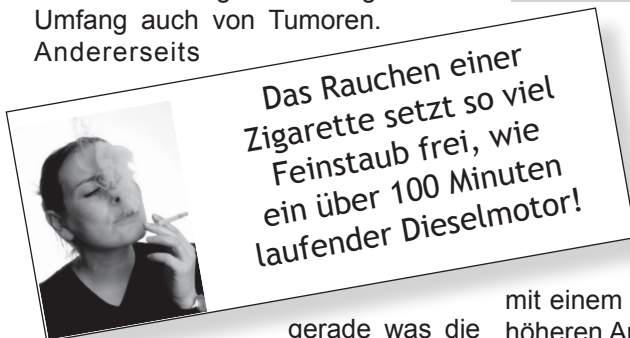 Umfang auch von Tumoren.
Andererseits
Das Rauchen einer
Zigarette setzt so viel
Feinstaub frei, wie
ein über 100 Minuten
laufender Dieselmotor!
mit einem
gerade was die
höheren